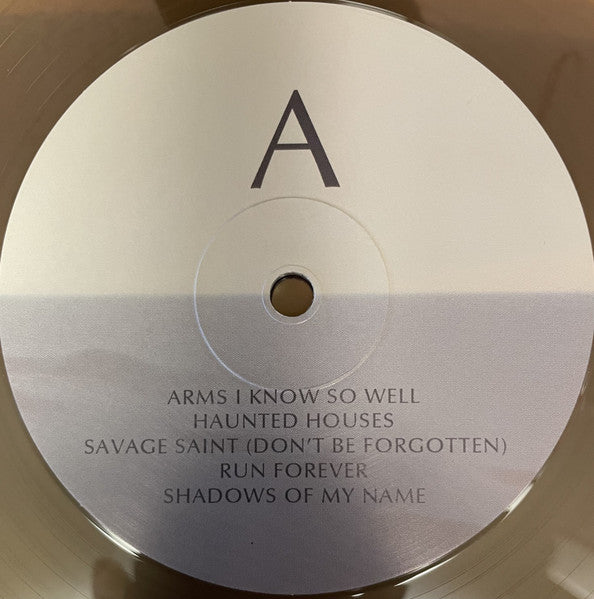 A
ARMS I KNOW SO WELL
HAUNTED HOUSES
SAVAGE SAINT (DON'T BE FORGOTTEN)
RUN FOREVER
SHADOWS OF MY NAME